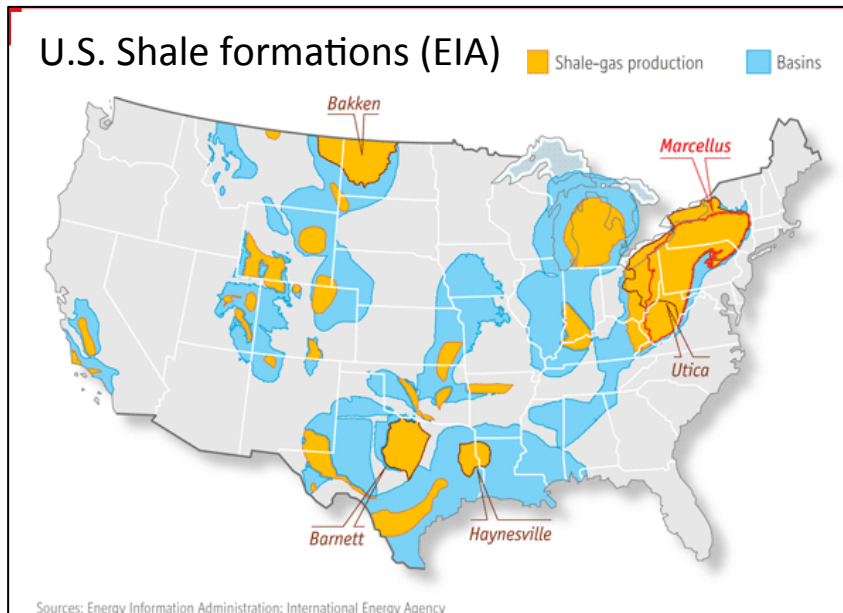 U.S. Shale formations (EIA)
Shale-gas production
Basins
Bakken
Marcellus
Utica
Barnett
Haynesville
Sources: Energy Information Administration; International Energy Agency